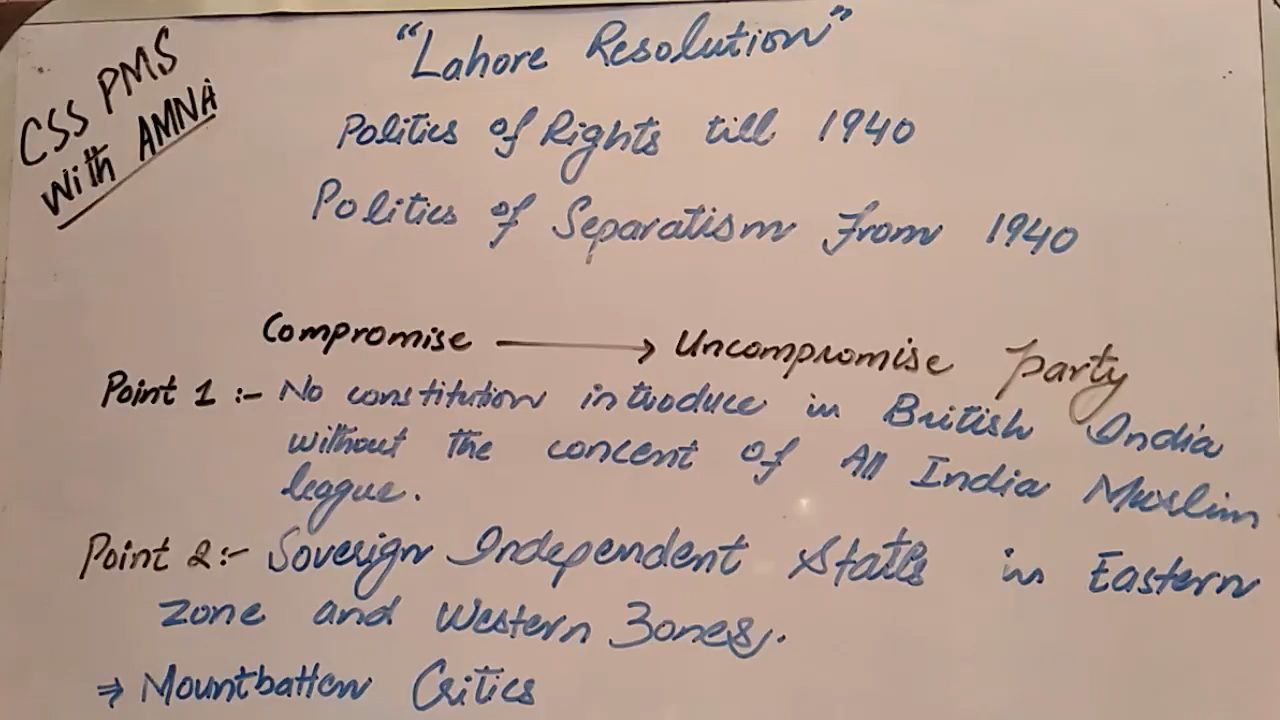 CSS PMS
With AMNA
"Lahore Resolution"
Politics of Rights till 1940
Politics of Separatism from 1940
Compromise → Uncompromise party
Point 1 :- No constitution introduce in British India
without the concent of All India Muslim
league.
Point 2 :- Soverign Independent States in Eastern
zone and Western Zones.
⇒ Mountbatten Critics